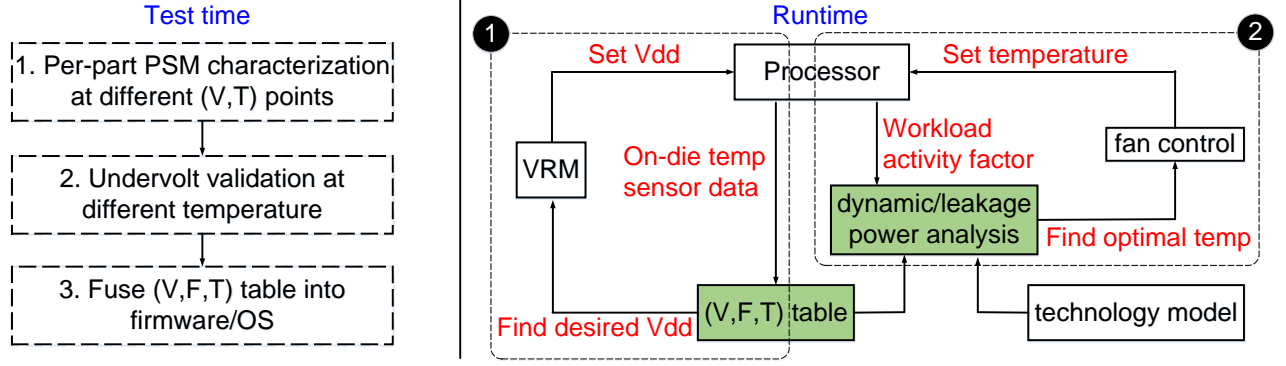 Test time
1. Per-part PSM characterization
at different (V,T) points
2. Undervolt validation at
different temperature
3. Fuse (V,F,T) table into
firmware/OS
Runtime
1
2
Set Vdd
Processor
Set temperature
VRM
On-die temp
sensor data
Workload
activity factor
fan control
dynamic/leakage
power analysis
Find optimal temp
Find desired Vdd
(V,F,T) table
technology model